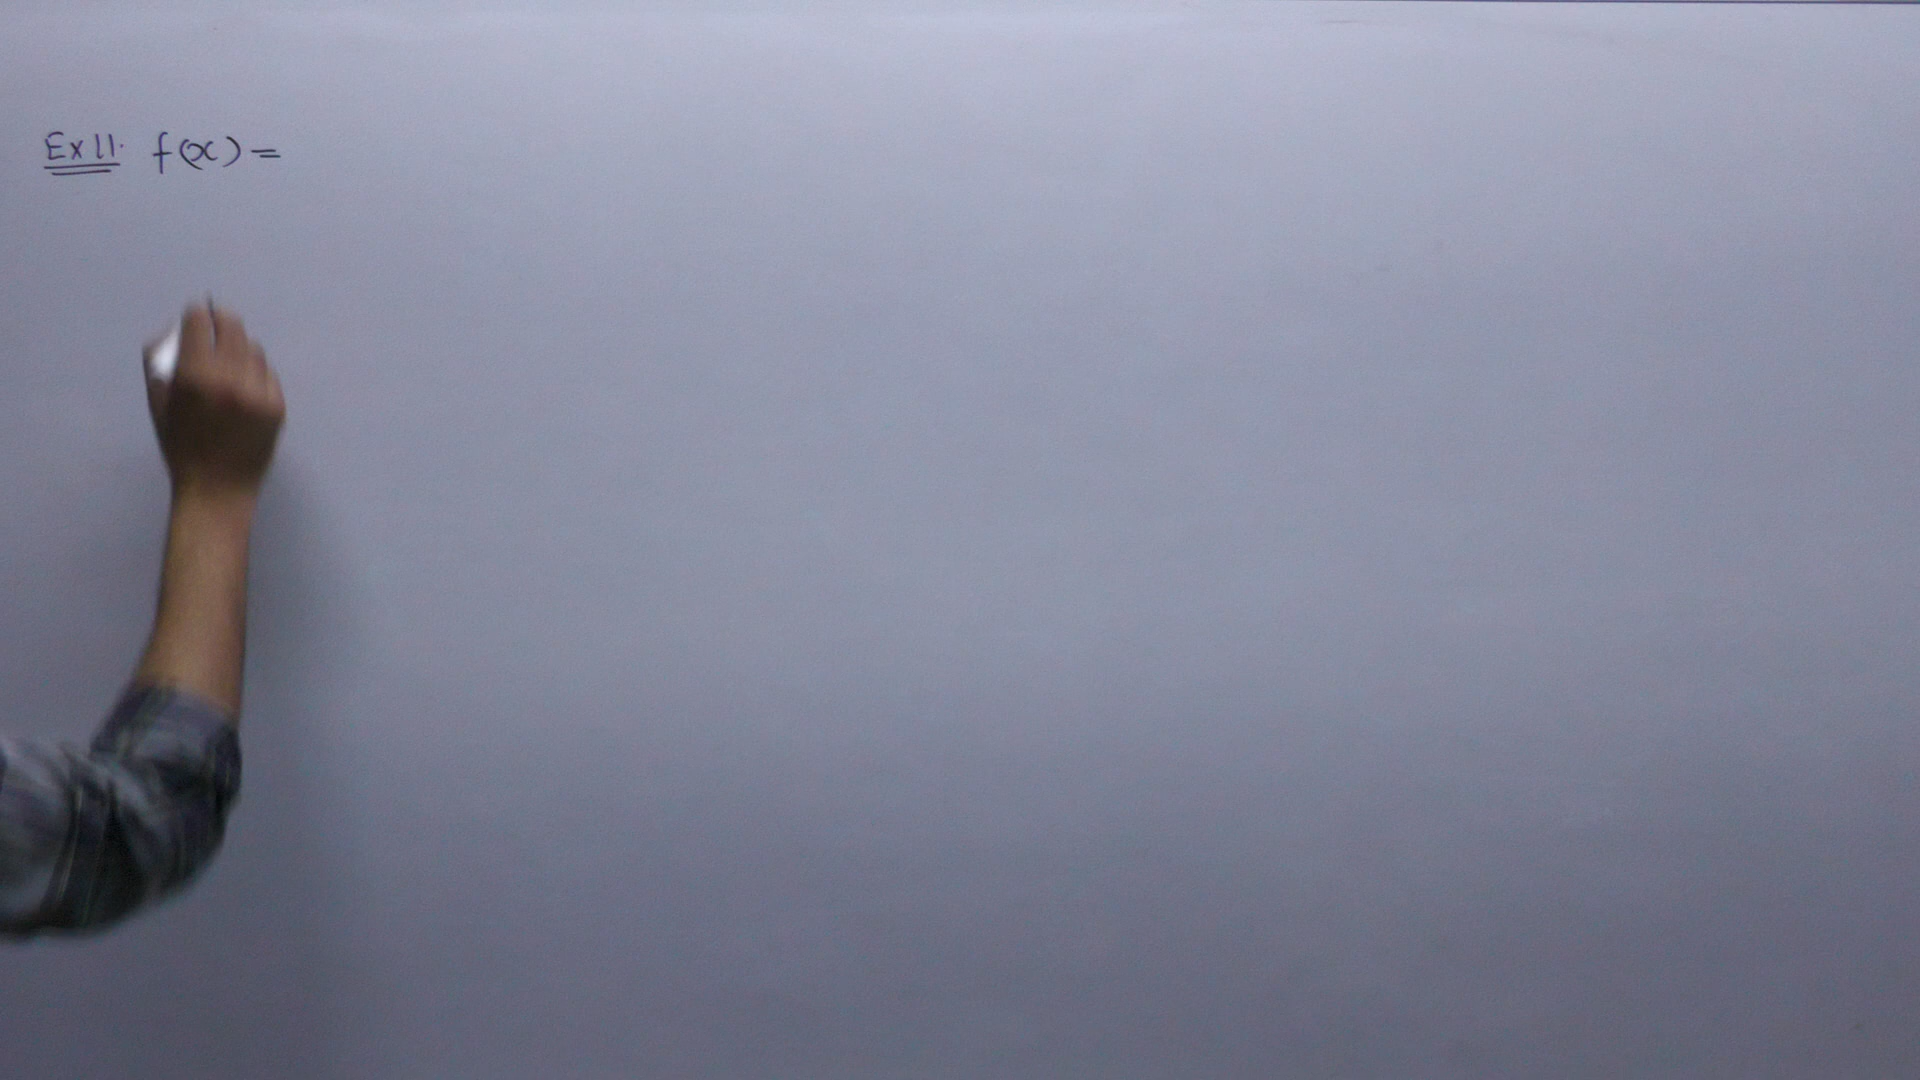 Ex 11. f(x) =